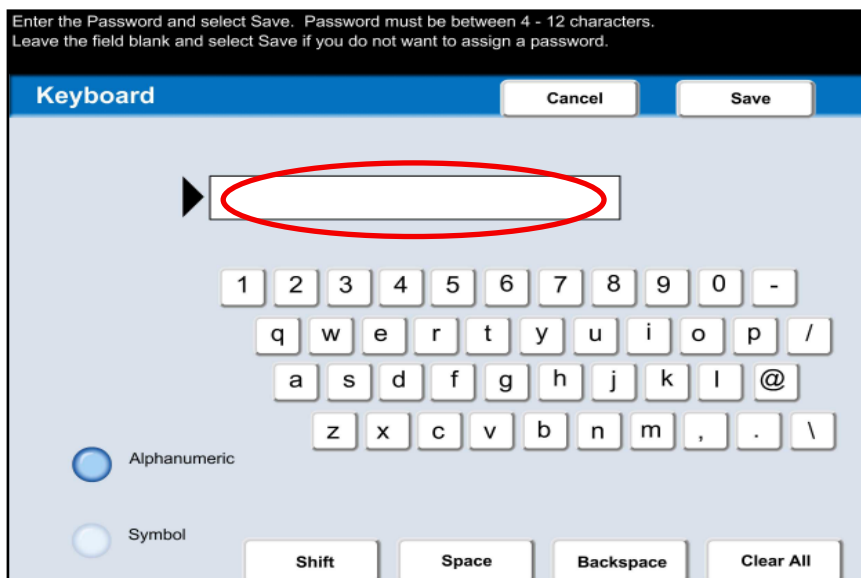 Enter the Password and select Save.  Password must be between 4 - 12 characters.
Leave the field blank and select Save if you do not want to assign a password.
Keyboard Cancel Save
1 2 3 4 5 6 7 8 9 0 -
q w e r t y u i o p /
a s d f g h j k l @
z x c v b n m , . \
Alphanumeric
Symbol
Shift Space Backspace Clear All